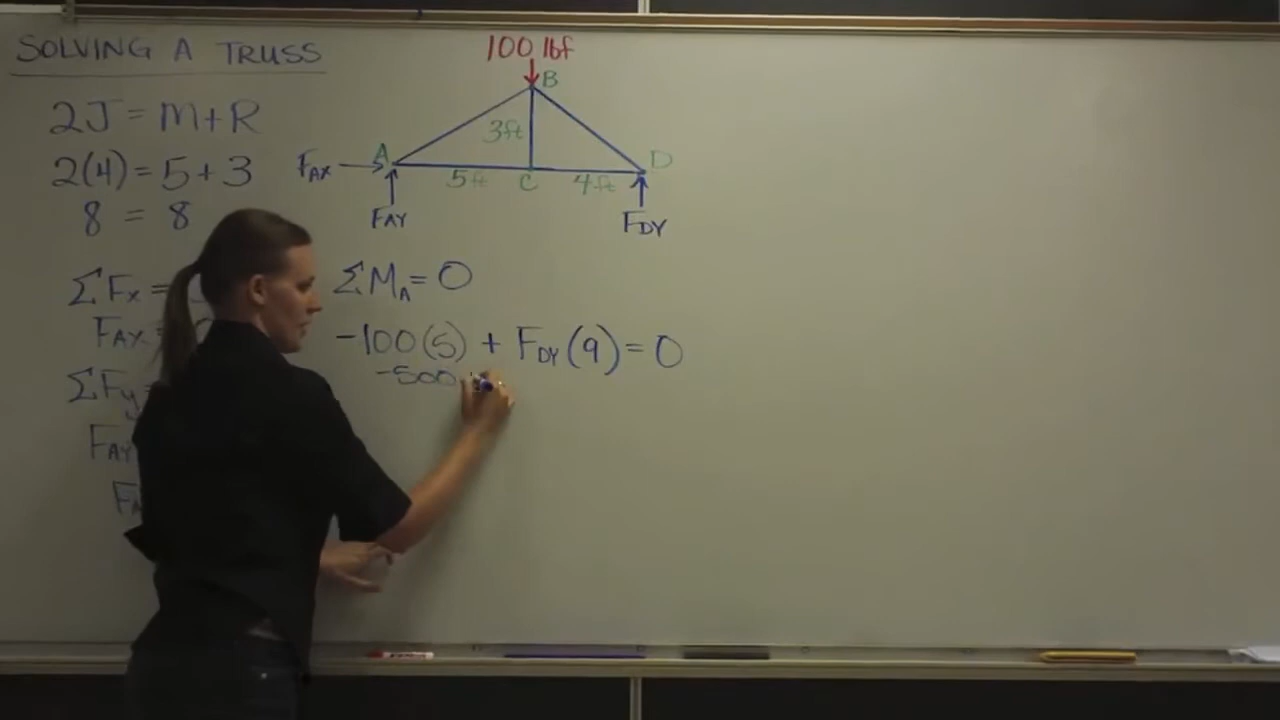 SOLVING A TRUSS
2J = M+R
2(4) = 5+3
8 = 8
ΣFx =
FAX
ΣFy
FAY
100 lbf
B
3ft
A
D
FAX
5ft
C
4ft
FAY
FDY
ΣMA = 0
-100(5) + FDY(9) = 0
-500